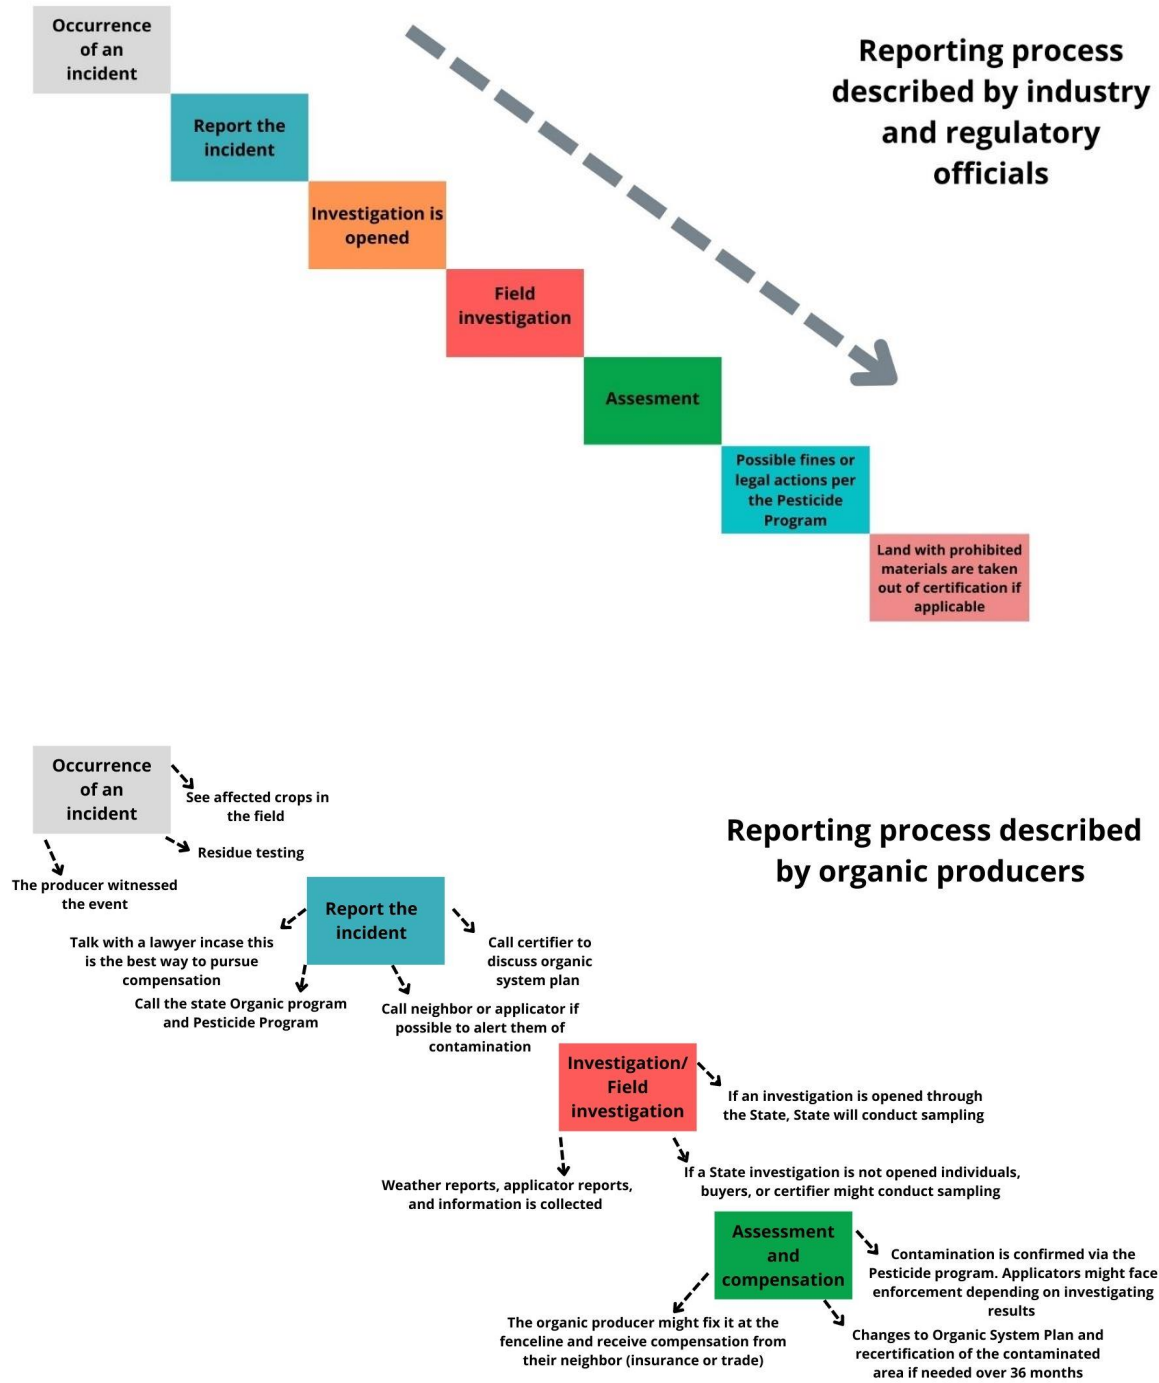 Occurrence
of an
incident
Reporting process
described by industry
and regulatory
officials
Report the
incident
Investigation is
opened
Field
investigation
Assesment
Possible fines or
legal actions per
the Pesticide
Program
Land with prohibited
materials are taken
out of certification if
applicable
Occurrence
of an
incident
See affected crops in
the field
Residue testing
The producer witnessed
the event
Reporting process described
by organic producers
Report the
incident
Talk with a lawyer incase this
is the best way to pursue
compensation
Call the state Organic program
and Pesticide Program
Call neighbor or applicator if
possible to alert them of
contamination
Call certifier to
discuss organic
system plan
Investigation/
Field
investigation
If an investigation is opened through
the State, State will conduct sampling
If a State investigation is not opened individuals,
buyers, or certifier might conduct sampling
Weather reports, applicator reports,
and information is collected
Assessment
and
compensation
Contamination is confirmed via the
Pesticide program. Applicators might face
enforcement depending on investigating
results
The organic producer might fix it at the
fenceline and receive compensation from
their neighbor (insurance or trade)
Changes to Organic System Plan and
recertification of the contaminated
area if needed over 36 months